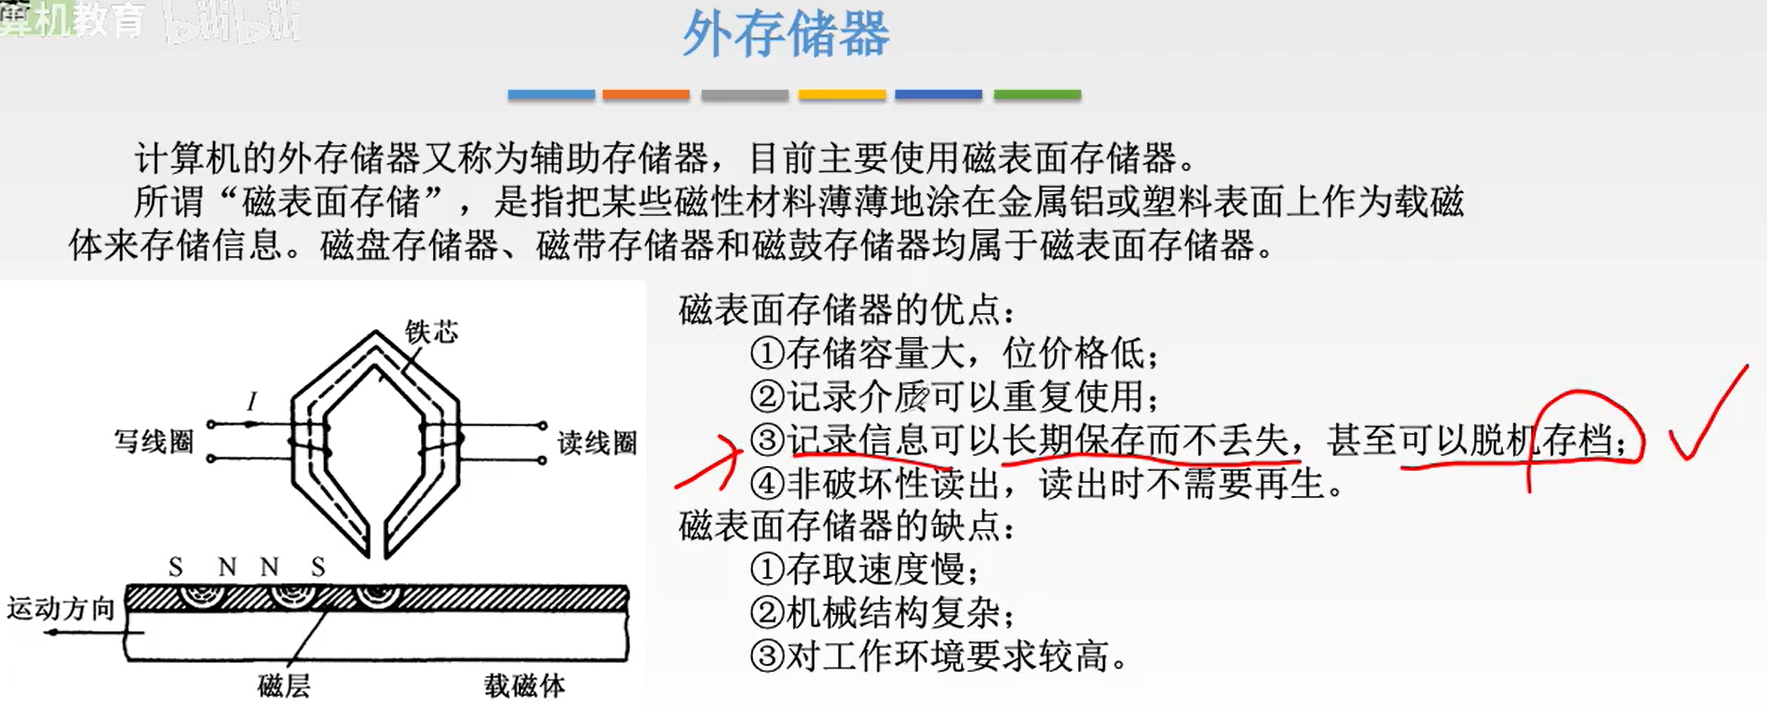 算机教育 bilibili
外存储器
计算机的外存储器又称为辅助存储器，目前主要使用磁表面存储器。
所谓“磁表面存储”，是指把某些磁性材料薄薄地涂在金属铝或塑料表面上作为载磁
体来存储信息。磁盘存储器、磁带存储器和磁鼓存储器均属于磁表面存储器。
铁芯
I
写线圈
读线圈
S N N S
运动方向
磁层
载磁体
磁表面存储器的优点：
①存储容量大，位价格低；
②记录介质可以重复使用；
③记录信息可以长期保存而不丢失，甚至可以脱机存档；
④非破坏性读出，读出时不需要再生。
磁表面存储器的缺点：
①存取速度慢；
②机械结构复杂；
③对工作环境要求较高。